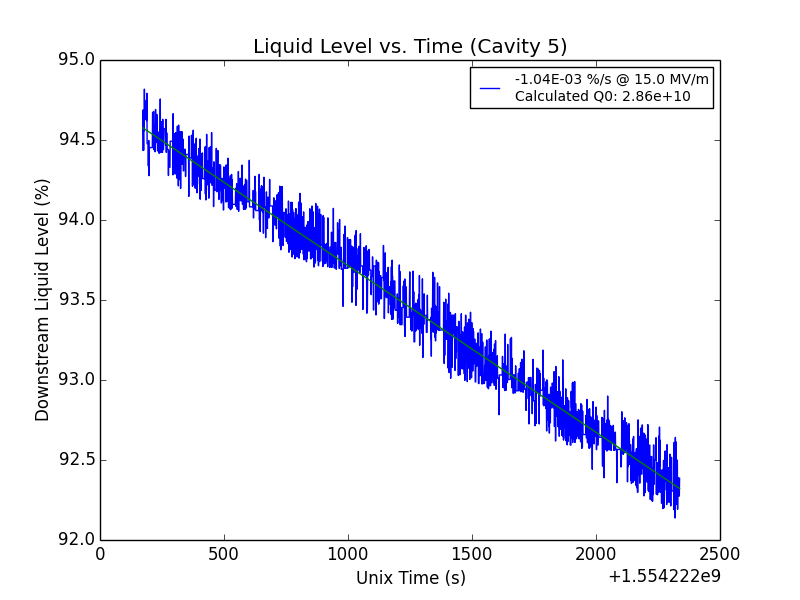 Liquid Level vs. Time (Cavity 5)
-1.04E-03 %/s @ 15.0 MV/m
Calculated Q0: 2.86e+10
95.0
94.5
94.0
93.5
93.0
92.5
92.0
Downstream Liquid Level (%)
0 500 1000 1500 2000 2500
Unix Time (s)
+1.554222e9